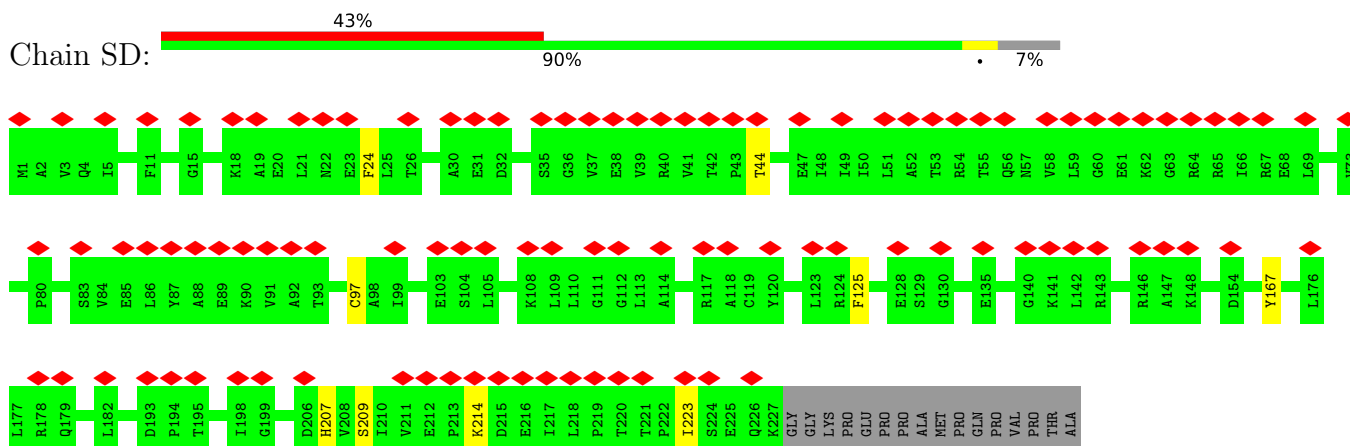 43%
Chain SD:
90% • 7%
M1 A2 V3 Q4 I5 F11 G15 K18 A19 E20 L21 N22 E23 F24 L25 T26 A30 E31 D32 S35 G36 V37 E38 V39 R40 V41 T42 P43 T44 E47 I48 I49 I50 L51 A52 T53 R54 T55 Q56 N57 V58 L59 G60 E61 K62 G63 R64 R65 I66 R67 E68 L69
P80 S83 V84 E85 L86 Y87 A88 E89 K90 V91 A92 T93 C97 A98 I99 E103 S104 L105 K108 L109 L110 G111 G112 L113 A114 R117 A118 C119 Y120 L123 R124 F125 E128 S129 G130 E135 G140 K141 L142 R143 R146 A147 K148 D154 Y167 L176
L177 R178 Q179 L182 D193 P194 T195 I198 G199 D206 H207 V208 S209 I210 V211 E212 P213 K214 D215 E216 I217 L218 P219 T220 T221 P222 I223 S224 E225 Q226 K227 GLY GLY LYS PRO GLU PRO PRO ALA MET PRO GLN PRO VAL PRO THR ALA